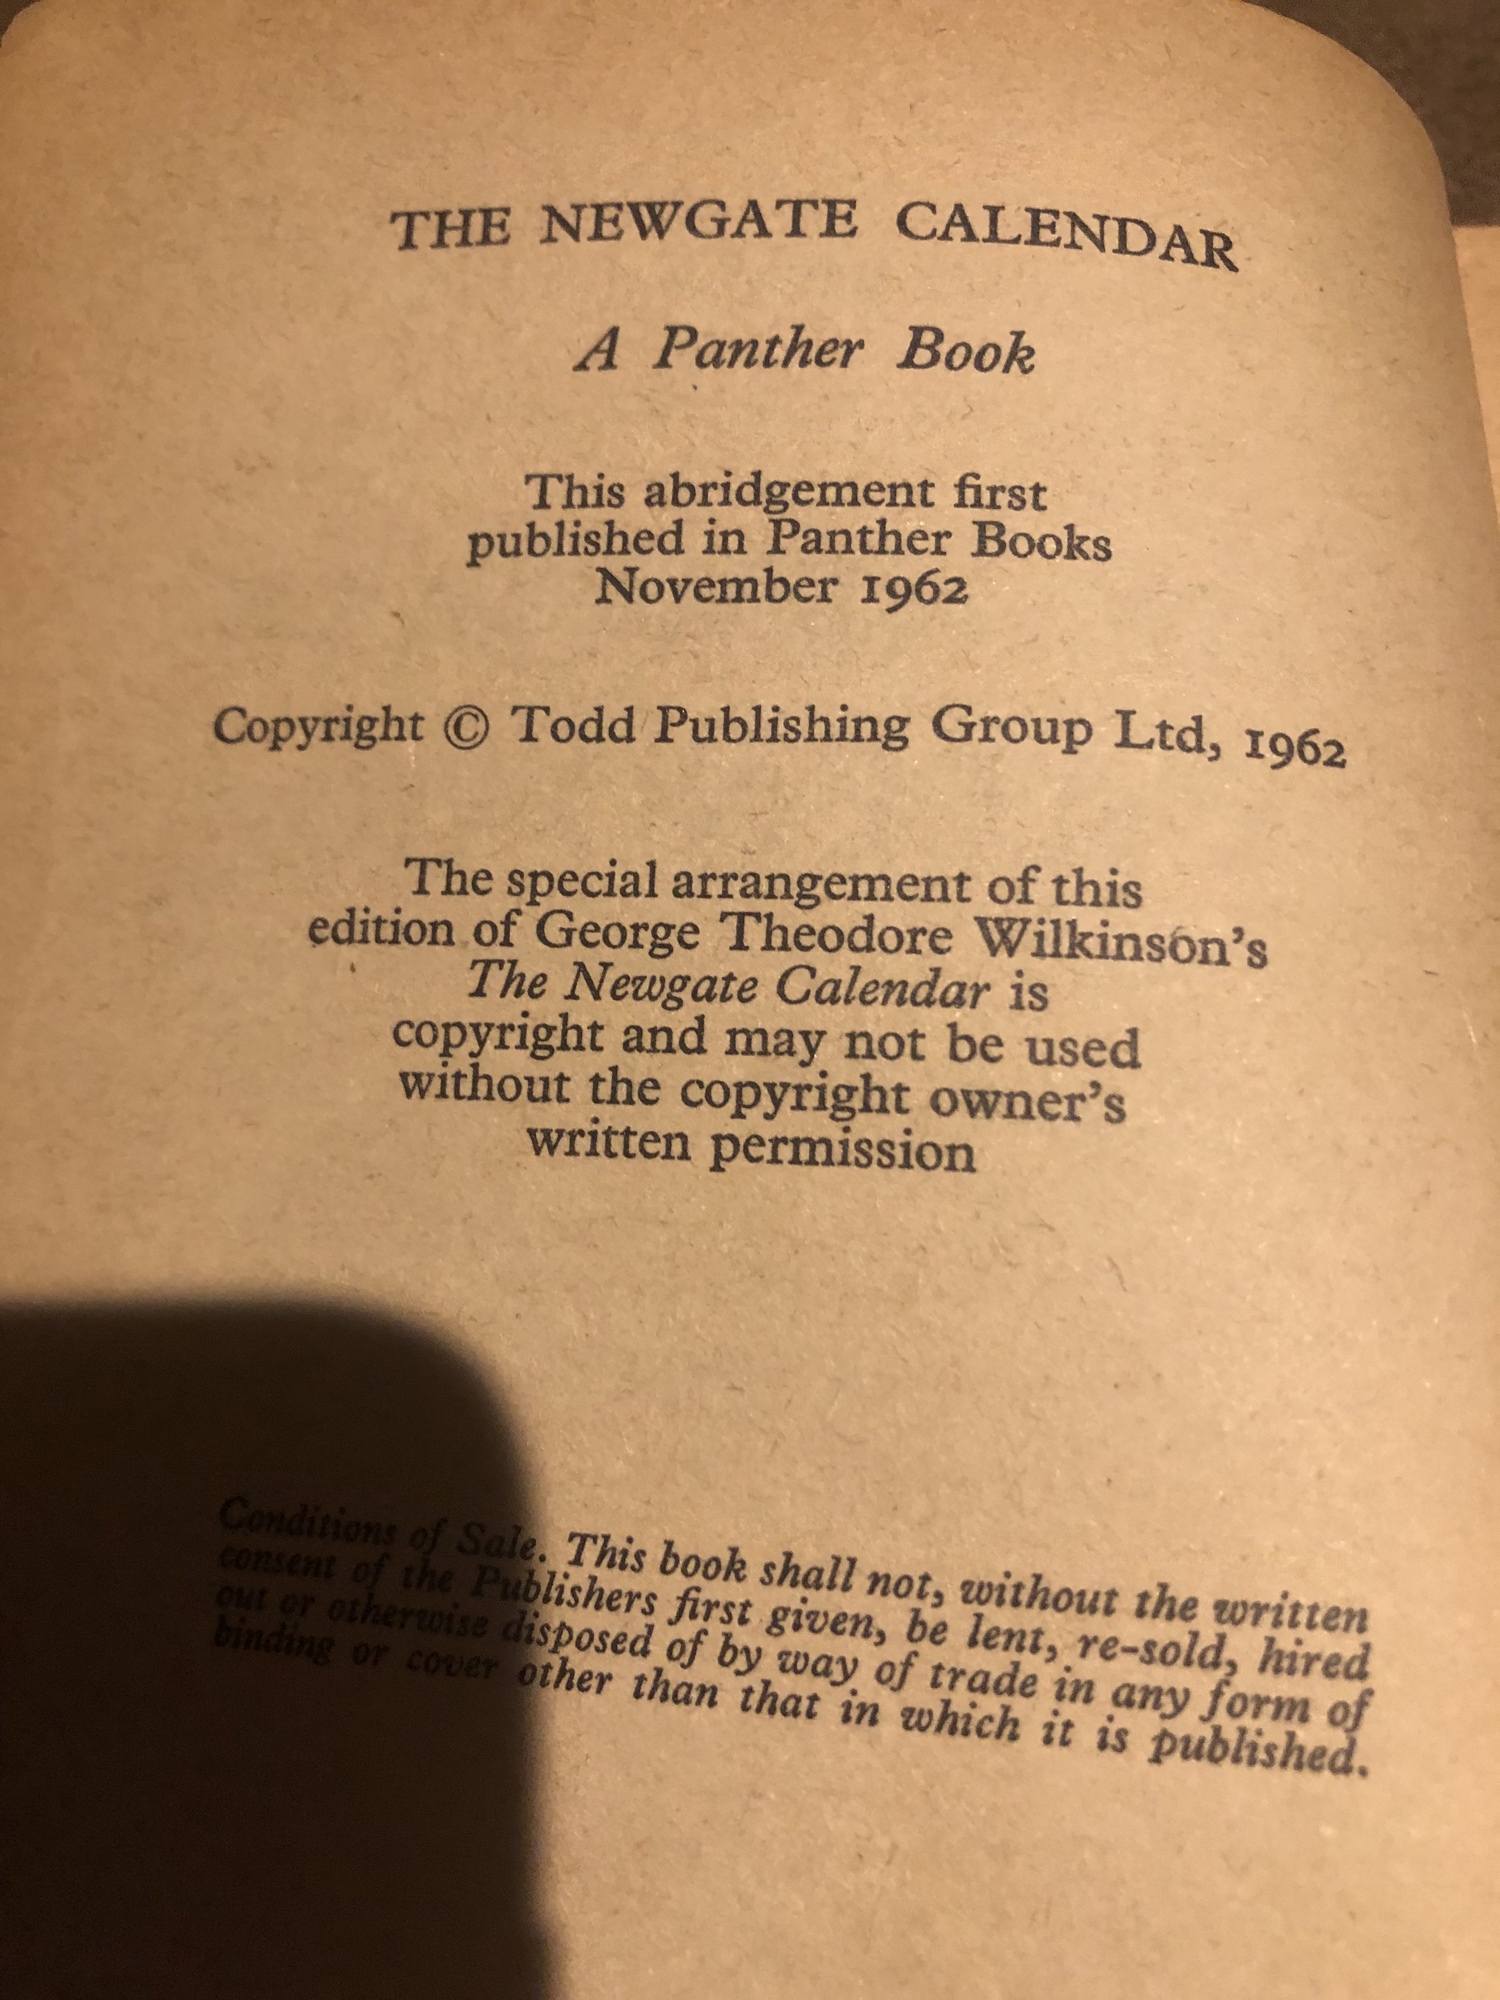 THE NEWGATE CALENDAR
A Panther Book
This abridgement first
published in Panther Books
November 1962
Copyright © Todd Publishing Group Ltd, 1962
The special arrangement of this
edition of George Theodore Wilkinson's
The Newgate Calendar is
copyright and may not be used
without the copyright owner's
written permission
Conditions of Sale. This book shall not, without the written
consent of the Publishers first given, be lent, re-sold, hired
out or otherwise disposed of by way of trade in any form of
binding or cover other than that in which it is published.